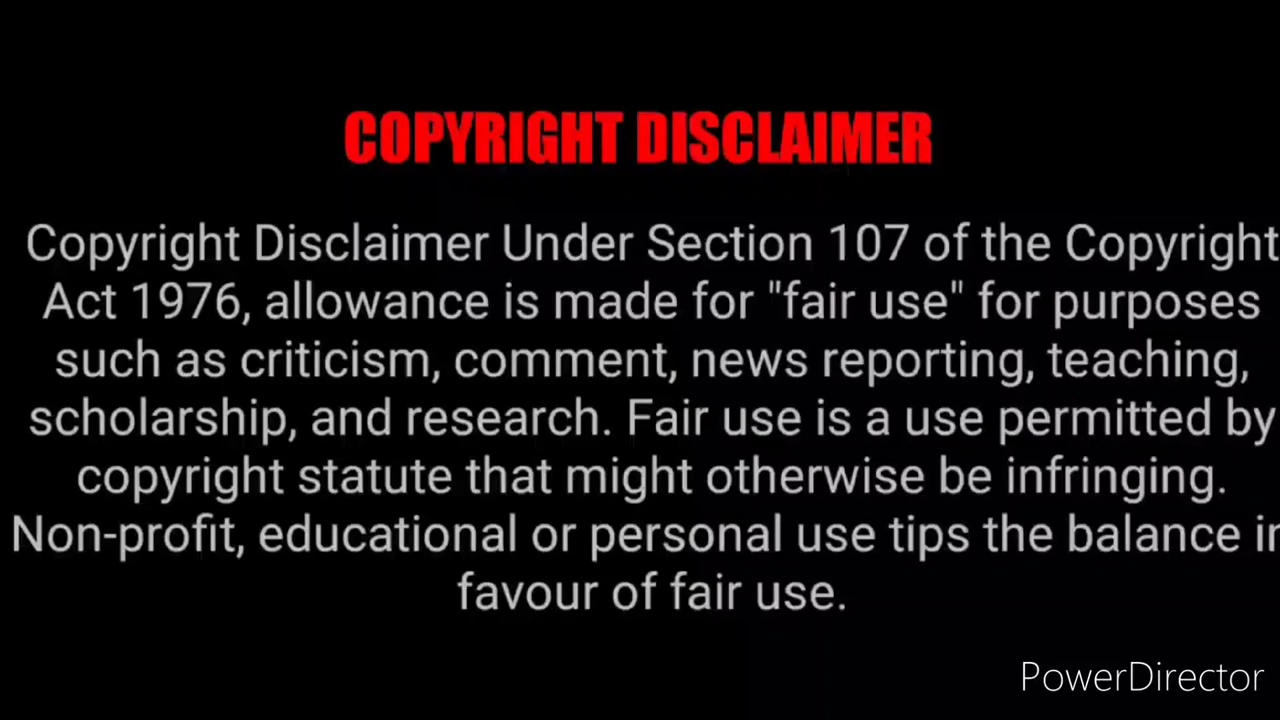 COPYRIGHT DISCLAIMER
Copyright Disclaimer Under Section 107 of the Copyright
Act 1976, allowance is made for "fair use" for purposes
such as criticism, comment, news reporting, teaching,
scholarship, and research. Fair use is a use permitted by
copyright statute that might otherwise be infringing.
Non-profit, educational or personal use tips the balance in
favour of fair use.
PowerDirector